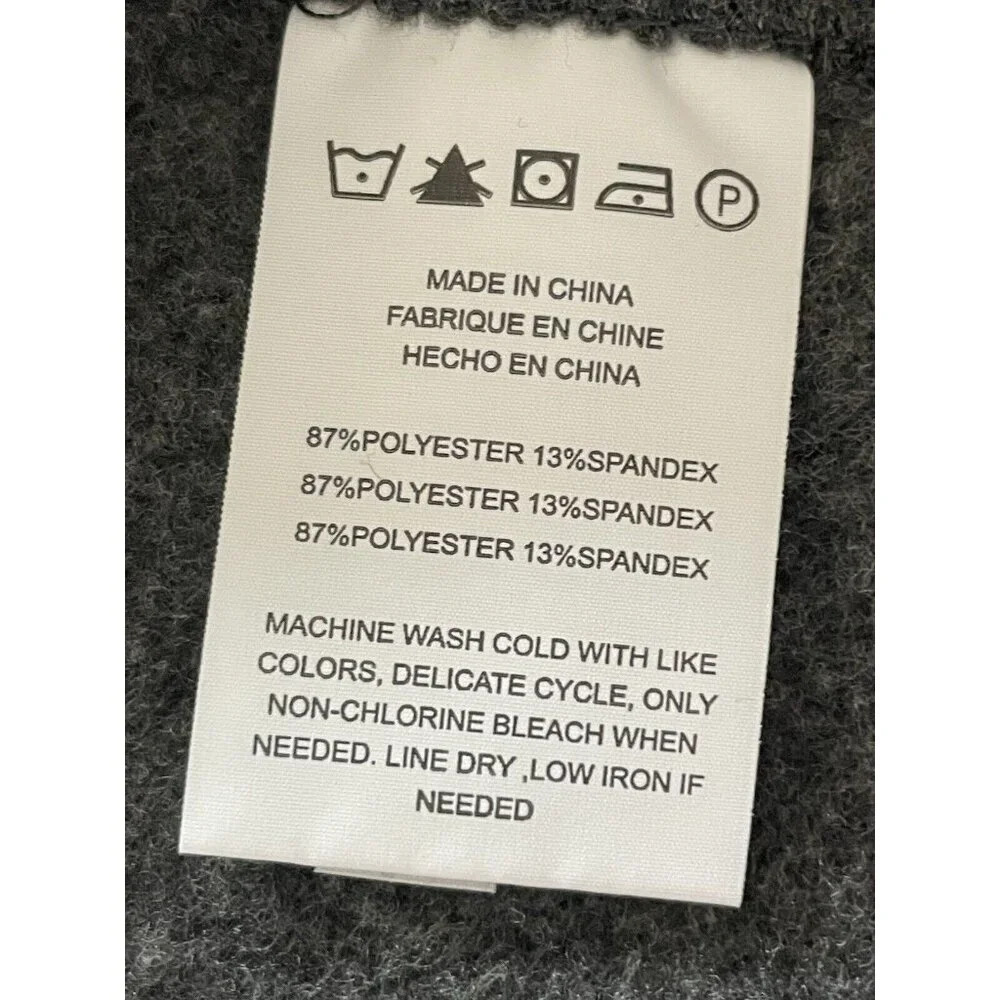 P
MADE IN CHINA
FABRIQUE EN CHINE
HECHO EN CHINA
87%POLYESTER 13%SPANDEX
87%POLYESTER 13%SPANDEX
87%POLYESTER 13%SPANDEX
MACHINE WASH COLD WITH LIKE
COLORS, DELICATE CYCLE, ONLY
NON-CHLORINE BLEACH WHEN
NEEDED. LINE DRY ,LOW IRON IF
NEEDED